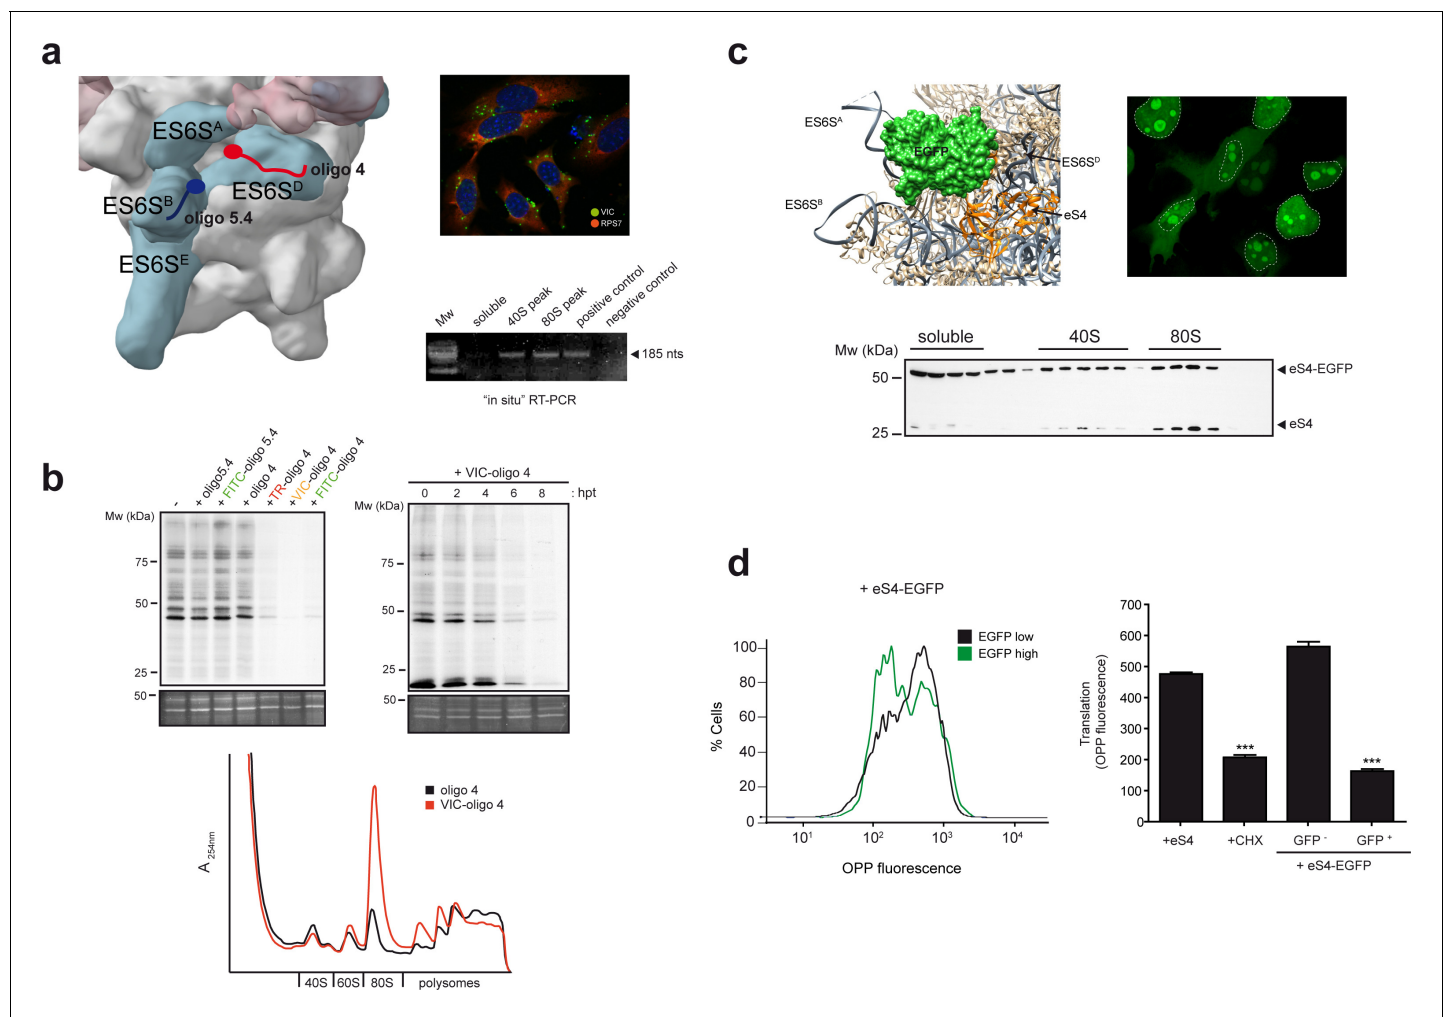 a
ES6S^A
oligo 4
ES6S^D
ES6S^B
oligo 5.4
ES6S^E
VIC
RPS7
Mw
soluble
40S peak
80S peak
positive control
negative control
185 nts
"in situ" RT-PCR
b
-
+ oligo5.4
+ FITC-oligo 5.4
+ oligo 4
+TR-oligo 4
+VIC-oligo 4
+ FITC-oligo 4
Mw (kDa)
75
50
25
50
+ VIC-oligo 4
0 2 4 6 8 : hpt
Mw (kDa)
75
50
25
50
oligo 4
VIC-oligo 4
A 254nm
40S 60S 80S polysomes
c
ES6S^A
EGFP
ES6S^D
ES6S^B
eS4
soluble 40S 80S
Mw (kDa)
50
eS4-EGFP
25
eS4
d
+ eS4-EGFP
EGFP low
EGFP high
% Cells
100
80
60
40
20
0
10^1 10^2 10^3 10^4
OPP fluorescence
Translation
(OPP fluorescence)
700
600
500
400
300
200
100
0
***
***
+eS4 +CHX GFP^- GFP^+
+ eS4-EGFP